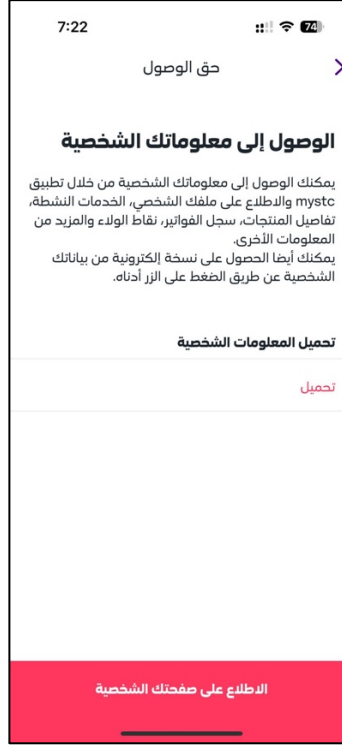 7:22
74
حق الوصول
الوصول إلى معلوماتك الشخصية
يمكنك الوصول إلى معلوماتك الشخصية من خلال تطبيق
mystc والاطلاع على ملفك الشخصي، الخدمات النشطة،
تفاصيل المنتجات، سجل الفواتير، نقاط الولاء والمزيد من
المعلومات الأخرى.
يمكنك أيضا الحصول على نسخة إلكترونية من بياناتك
الشخصية عن طريق الضغط على الزر أدناه.
تحميل المعلومات الشخصية
تحميل
الاطلاع على صفحتك الشخصية